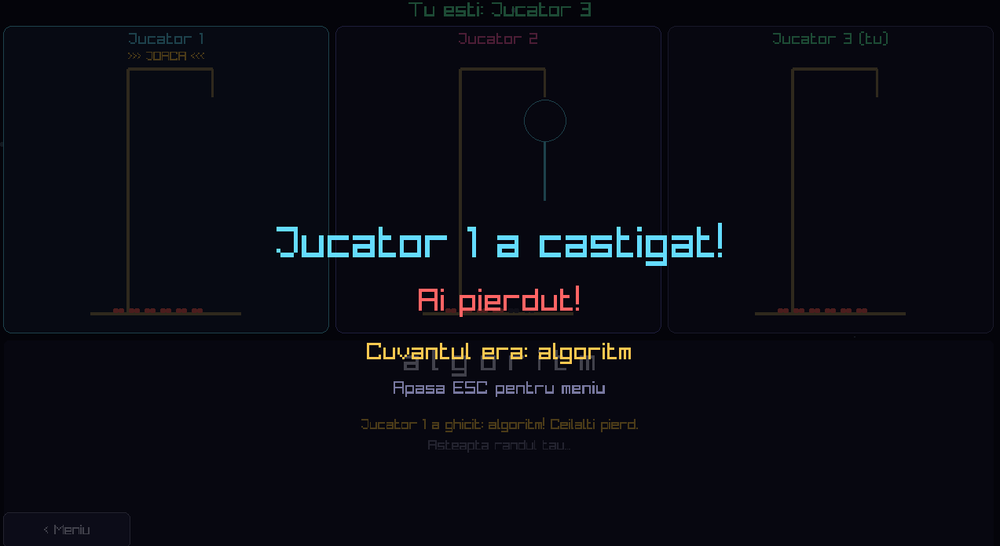 Tu esti: Jucator 3
Jucator 1
>>> JOACA <<<
Jucator 2
Jucator 3 (tu)
Jucator 1 a castigat!
Ai pierdut!
Cuvantul era: algoritm
a l g o r i t m
Apasa ESC pentru meniu
Jucator 1 a ghicit: algoritm! Ceilalti pierd.
Asteapta randul tau...
< Meniu